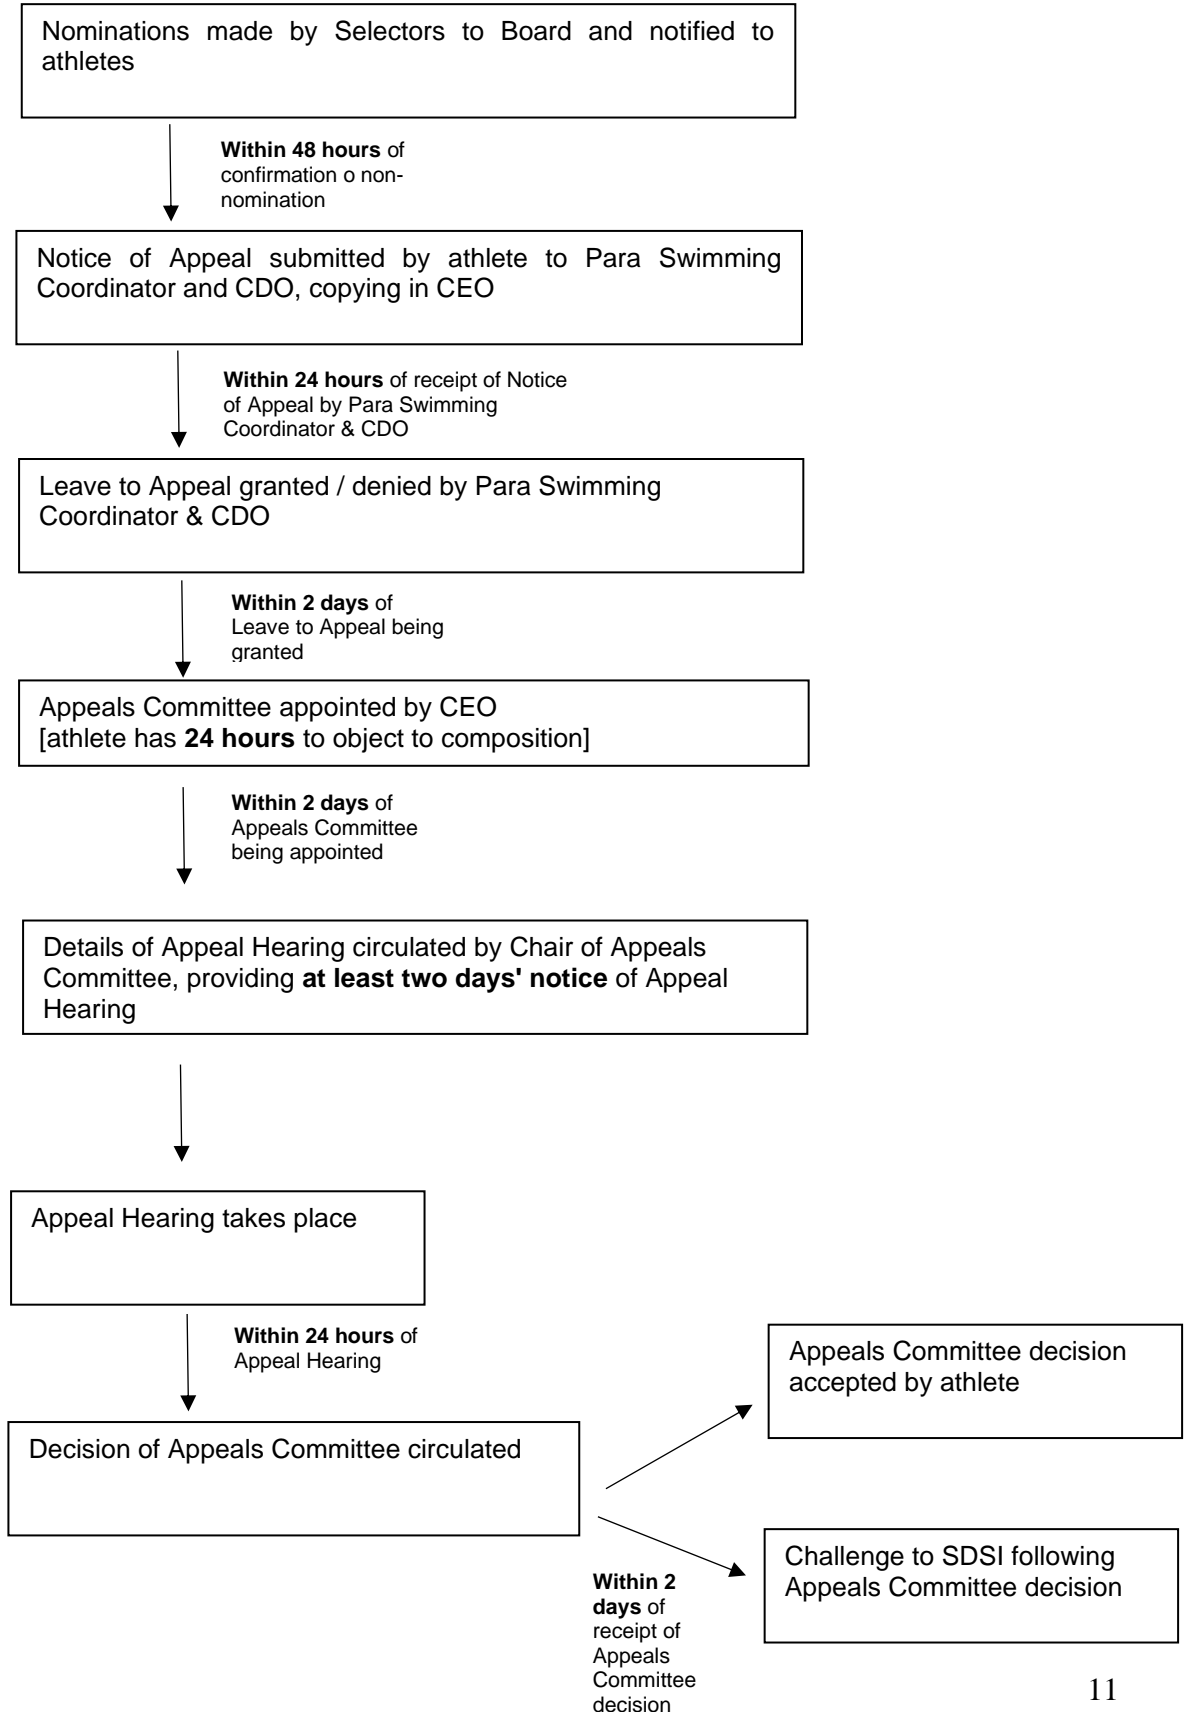 Nominations made by Selectors to Board and notified to
athletes
Within 48 hours of
confirmation o non-
nomination
Notice of Appeal submitted by athlete to Para Swimming
Coordinator and CDO, copying in CEO
Within 24 hours of receipt of Notice
of Appeal by Para Swimming
Coordinator & CDO
Leave to Appeal granted / denied by Para Swimming
Coordinator & CDO
Within 2 days of
Leave to Appeal being
granted
Appeals Committee appointed by CEO
[athlete has 24 hours to object to composition]
Within 2 days of
Appeals Committee
being appointed
Details of Appeal Hearing circulated by Chair of Appeals
Committee, providing at least two days' notice of Appeal
Hearing
Appeal Hearing takes place
Within 24 hours of
Appeal Hearing
Decision of Appeals Committee circulated
Appeals Committee decision
accepted by athlete
Challenge to SDSI following
Appeals Committee decision
Within 2
days of
receipt of
Appeals
Committee
decision
11